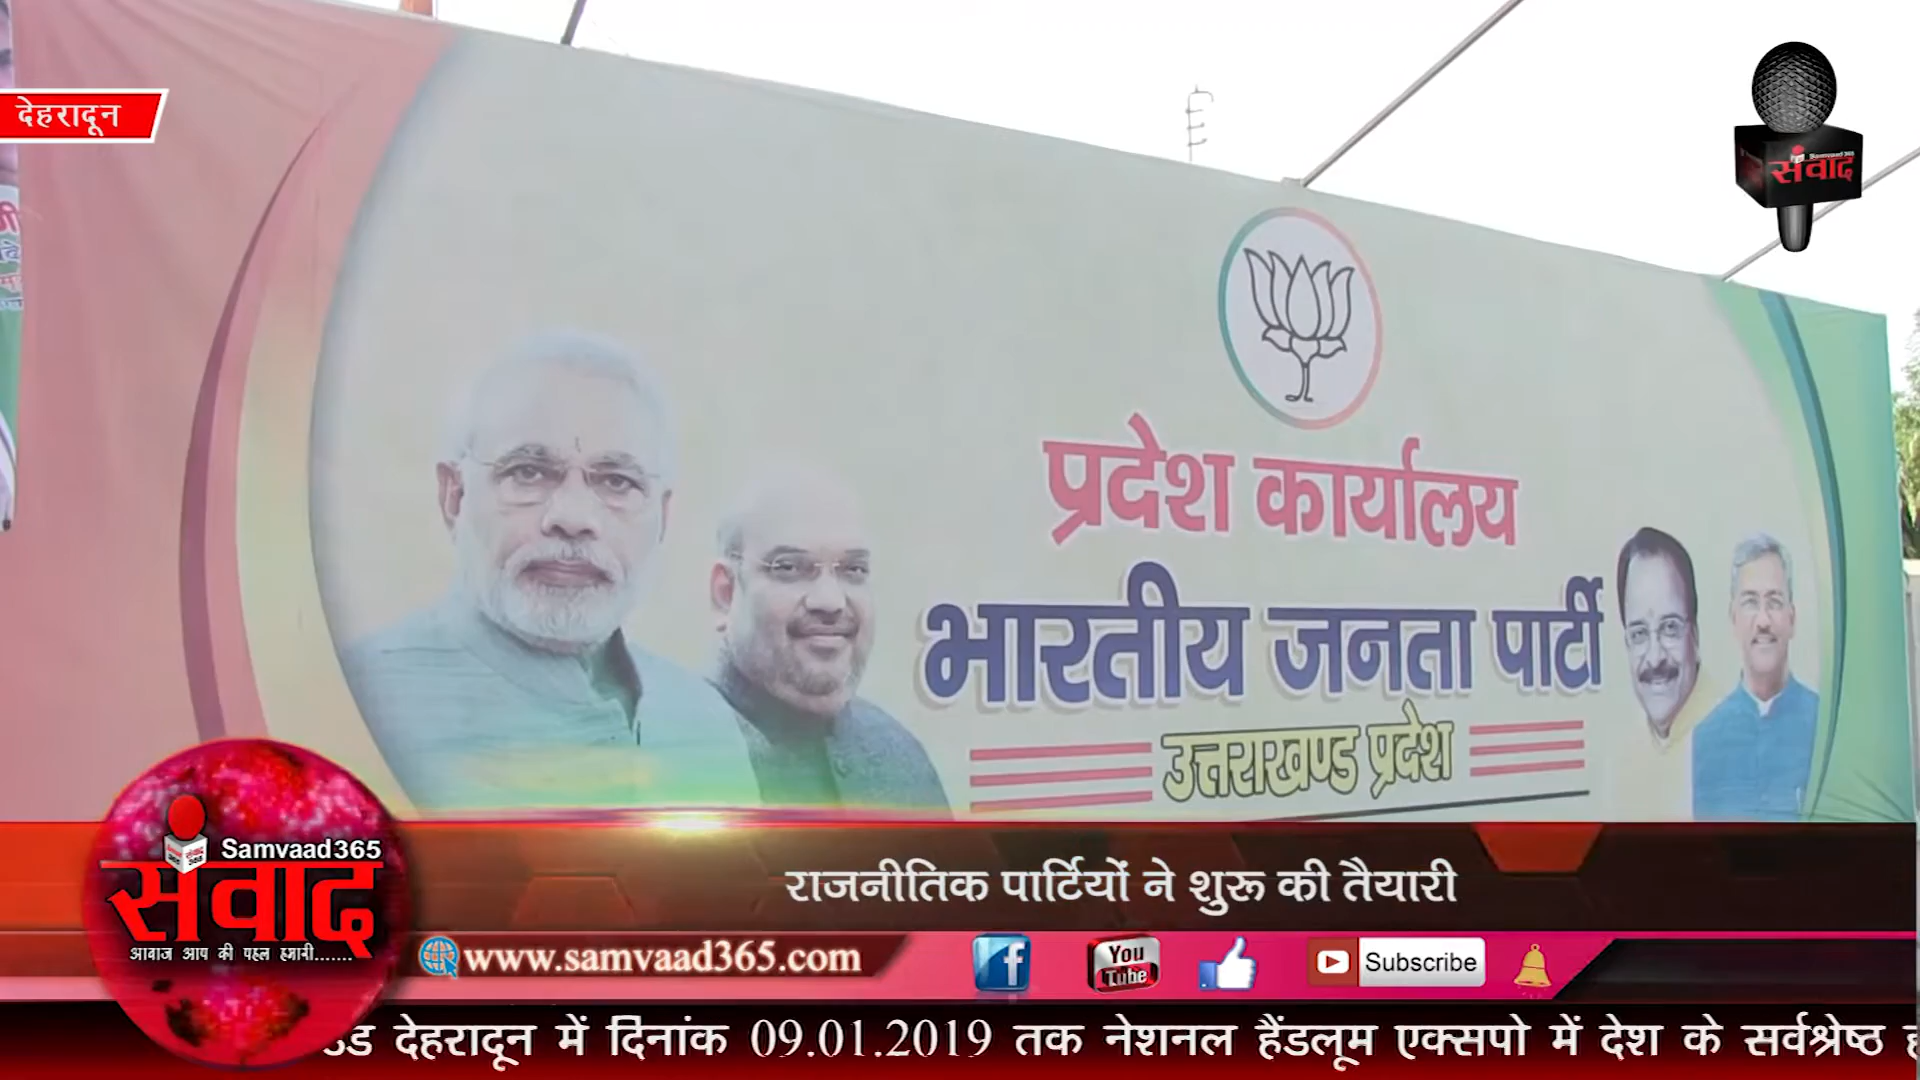 देहरादून
Samvaad365
संवाद
प्रदेश कार्यालय
भारतीय जनता पार्टी
उत्तराखण्ड प्रदेश
Samvaad365
संवाद
आवाज आप की पहल हमारी.......
राजनीतिक पार्टियों ने शुरू की तैयारी
www.samvaad365.com
You
Tube
Subscribe
देहरादून में दिनांक 09.01.2019 तक नेशनल हैंडलूम एक्सपो में देश के सर्वश्रेष्ठ